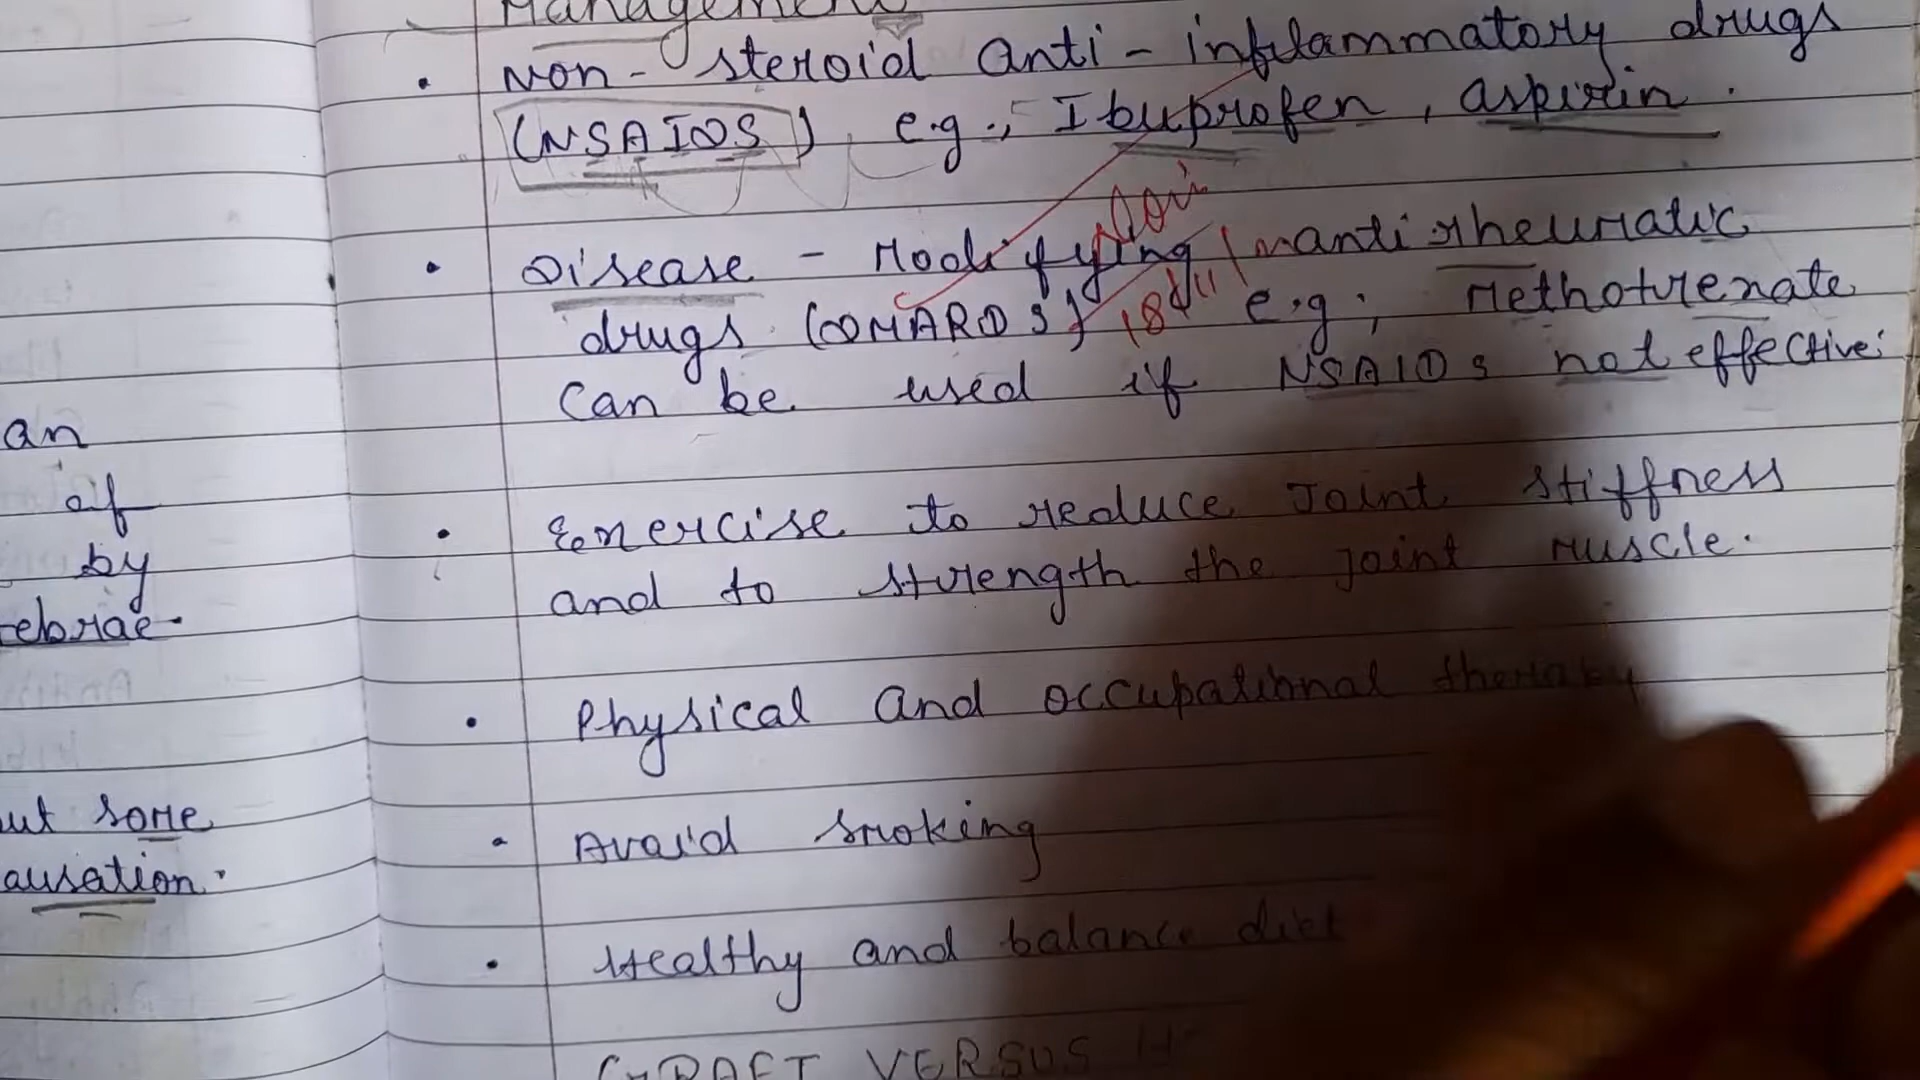 Management
• Non-steroid anti-inflammatory drugs
(NSAIDS) e.g., Ibuprofen, aspirin.
• Disease - Modifying anti rheumatic
drugs (DMARDS) e.g; Methotrexate
can be used if NSAIDs not effective.
• Exercise to reduce Joint stiffness
and to strength the Joint muscle.
• Physical and occupational theraby
• Avoid smoking
• Healthy and balance diet
GRAFT VERSUS H
an
of
by
ebrae.
ut some
ausation.